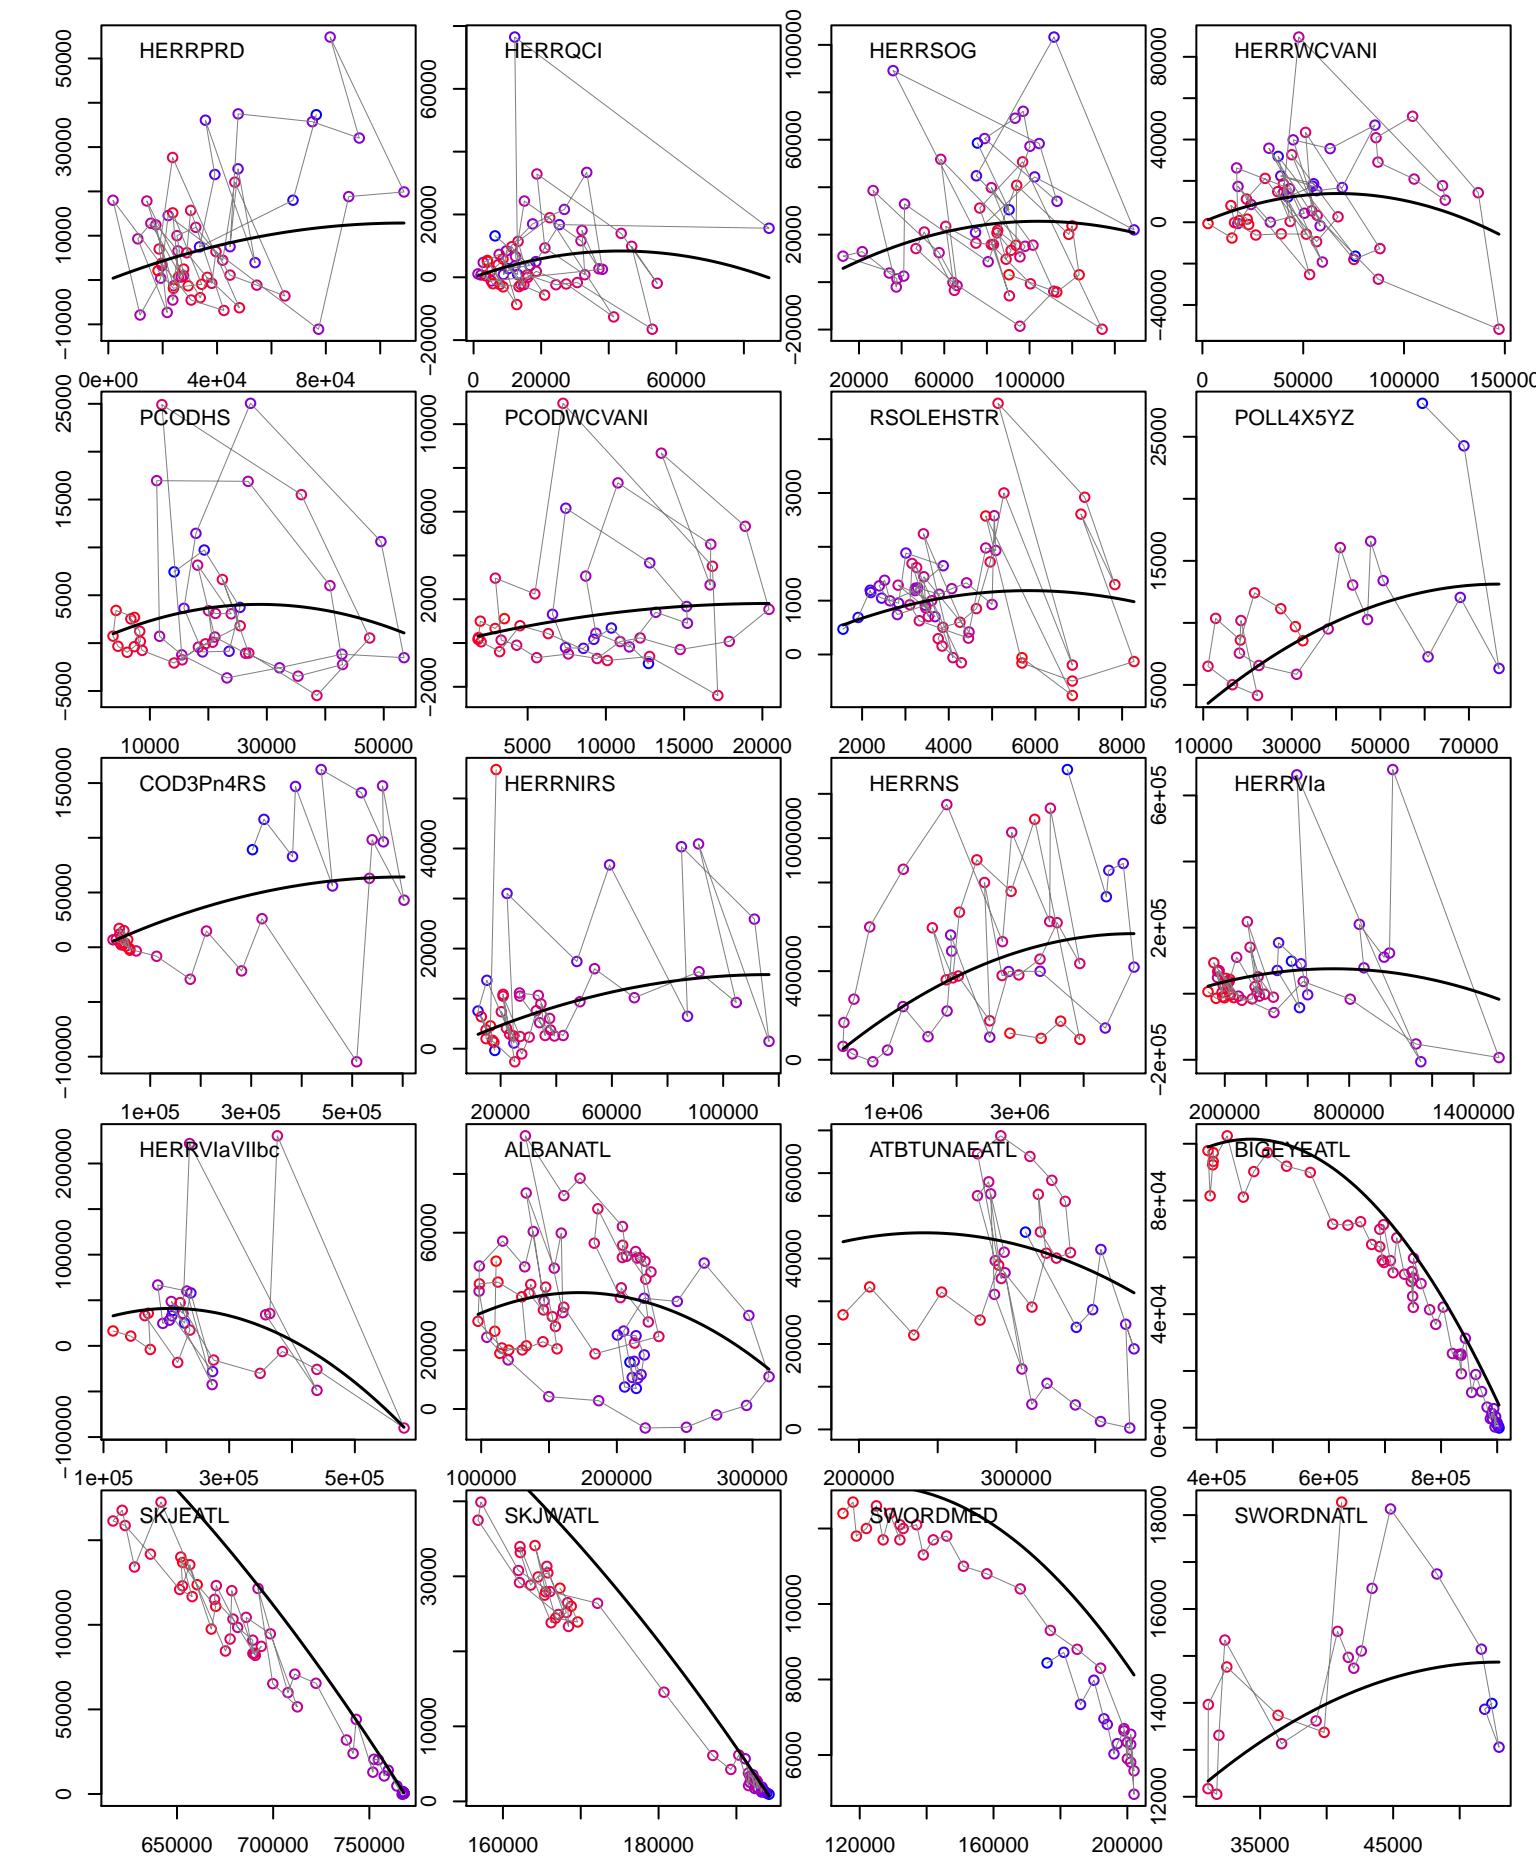 HERRPRD
−10000 10000 30000 50000
0e+00 4e+04 8e+04
HERRQCI
−20000 0 20000 60000
0 20000 60000
HERRSOG
−20000 20000 60000 100000
20000 60000 100000
HERRWCVANI
−40000 0 40000 80000
0 50000 100000 150000
PCODHS
−5000 5000 15000 25000
10000 30000 50000
PCODWCVANI
−2000 2000 6000 10000
5000 10000 15000 20000
RSOLEHSTR
0 1000 3000
2000 4000 6000 8000
POLL4X5YZ
5000 15000 25000
10000 30000 50000 70000
COD3Pn4RS
−100000 0 50000 150000
1e+05 3e+05 5e+05
HERRNIRS
0 20000 40000
20000 60000 100000
HERRNS
0 400000 1000000
1e+06 3e+06
HERRVIa
−2e+05 2e+05 6e+05
200000 800000 1400000
HERRVIaVIIbc
−100000 0 100000 200000
1e+05 3e+05 5e+05
ALBANATL
0 20000 60000
100000 200000 300000
ATBTUNAEATL
0 20000 40000 60000
200000 300000
BIGEYEATL
0e+00 4e+04 8e+04
4e+05 6e+05 8e+05
SKJEATL
0 50000 100000
650000 700000 750000
SKJWATL
0 10000 30000
160000 180000
SWORDMED
6000 8000 10000
120000 160000 200000
SWORDNATL
12000 14000 16000 18000
35000 45000